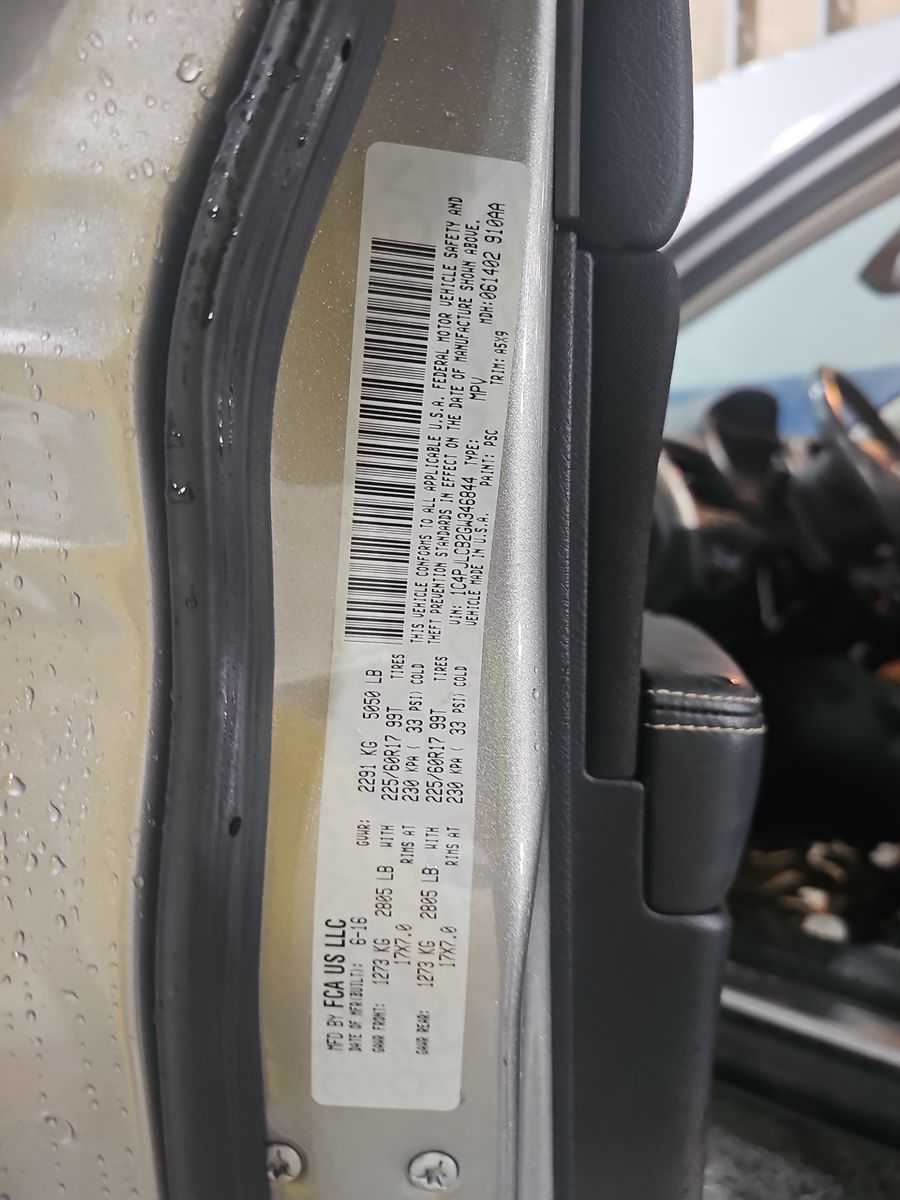 MFD BY FCA US LLC
DATE OF MFR(BUILT): 6-16 GVWR: 2291 KG 5050 LB
GAWR FRONT: 1273 KG 2805 LB WITH 225/60R17 99T TIRES
17X7.0 RIMS AT 230 KPA ( 33 PSI) COLD
GAWR REAR: 1273 KG 2805 LB WITH 225/60R17 99T TIRES
17X7.0 RIMS AT 230 KPA ( 33 PSI) COLD
THIS VEHICLE CONFORMS TO ALL APPLICABLE U.S.A. FEDERAL MOTOR VEHICLE SAFETY AND
THEFT PREVENTION STANDARDS IN EFFECT ON THE DATE OF MANUFACTURE SHOWN ABOVE.
VIN: 1C4PJLCB2GW346844 TYPE: MPV MDH:061402 910AA
VEHICLE MADE IN U.S.A. PAINT: PSC TRIM: A5X9